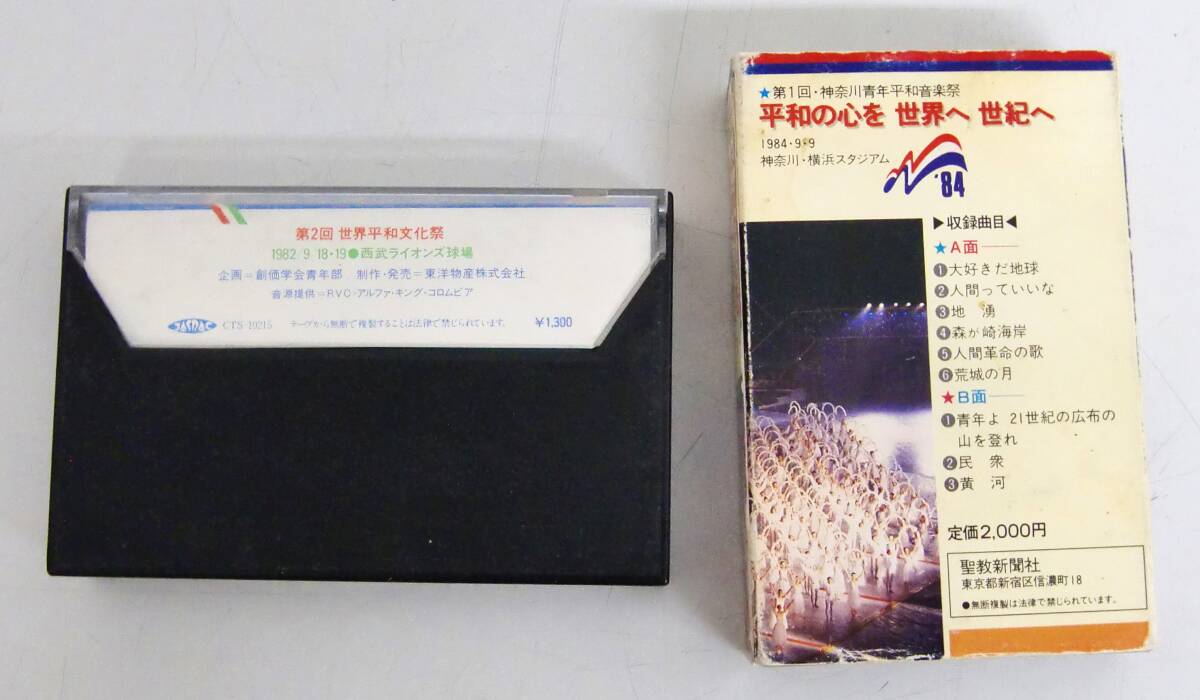 第2回 世界平和文化祭
1982/9.18・19●西武ライオンズ球場
企画=創価学会青年部 制作・発売=東洋物産株式会社
音源提供=RVC・アルファ・キング・コロムビア
JASRAC CTS-10215 テープから無断で複製することは法律で禁じられています。 ¥1,300
★第1回・神奈川青年平和音楽祭
平和の心を 世界へ 世紀へ
1984・9・9
神奈川・横浜スタジアム
'84
▶収録曲目◀
★A面
❶大好きだ地球
❷人間っていいな
❸地 湧
❹森が崎海岸
❺人間革命の歌
❻荒城の月
★B面
❶青年よ 21世紀の広布の
山を登れ
❷民 衆
❸黄 河
定価2,000円
聖教新聞社
東京都新宿区信濃町18
●無断複製は法律で禁じられています。